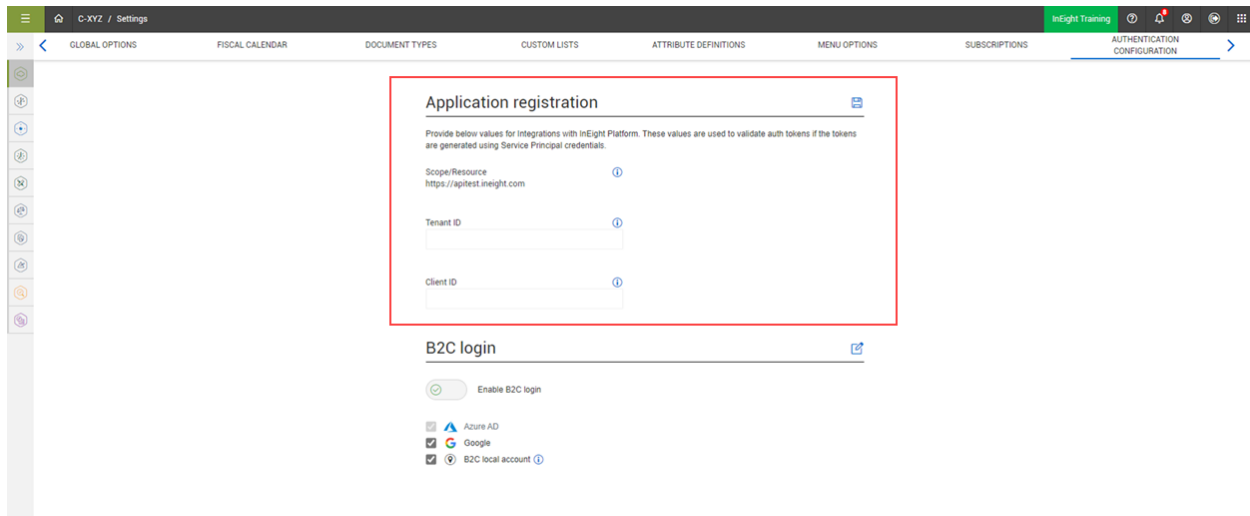 C-XYZ / Settings
InEight Training
8
GLOBAL OPTIONS
FISCAL CALENDAR
DOCUMENT TYPES
CUSTOM LISTS
ATTRIBUTE DEFINITIONS
MENU OPTIONS
SUBSCRIPTIONS
AUTHENTICATION
CONFIGURATION
Application registration
Provide below values for Integrations with InEight Platform. These values are used to validate auth tokens if the tokens
are generated using Service Principal credentials.
Scope/Resource
https://apitest.ineight.com
Tenant ID
Client ID
B2C login
Enable B2C login
Azure AD
Google
B2C local account